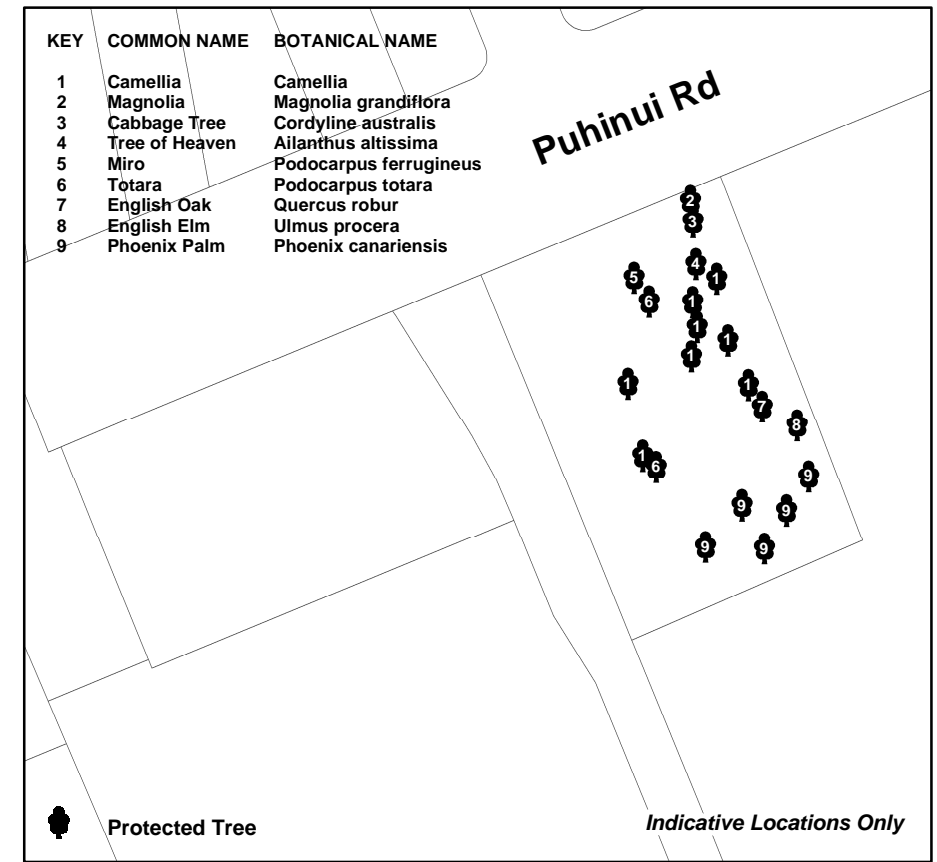 KEY COMMON NAME BOTANICAL NAME
1 Camellia Camellia
2 Magnolia Magnolia grandiflora
3 Cabbage Tree Cordyline australis
4 Tree of Heaven Ailanthus altissima
5 Miro Podocarpus ferrugineus
6 Totara Podocarpus totara
7 English Oak Quercus robur
8 English Elm Ulmus procera
9 Phoenix Palm Phoenix canariensis
Puhinui Rd
2
3
4
5
1
6
1
1
1
1
1
1
7
8
1
6
9
9
9
9
9
Protected Tree
Indicative Locations Only